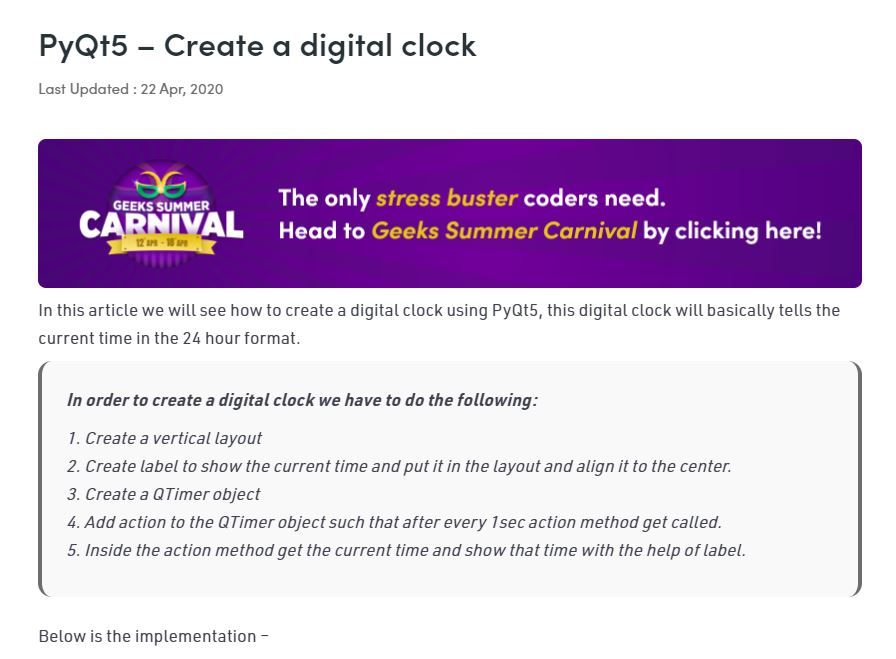 PyQt5 – Create a digital clock
Last Updated : 22 Apr, 2020
GEEKS SUMMER
CARNIVAL
12 APR - 18 APR
The only stress buster coders need.
Head to Geeks Summer Carnival by clicking here!
In this article we will see how to create a digital clock using PyQt5, this digital clock will basically tells the
current time in the 24 hour format.
In order to create a digital clock we have to do the following:
1. Create a vertical layout
2. Create label to show the current time and put it in the layout and align it to the center.
3. Create a QTimer object
4. Add action to the QTimer object such that after every 1sec action method get called.
5. Inside the action method get the current time and show that time with the help of label.
Below is the implementation –